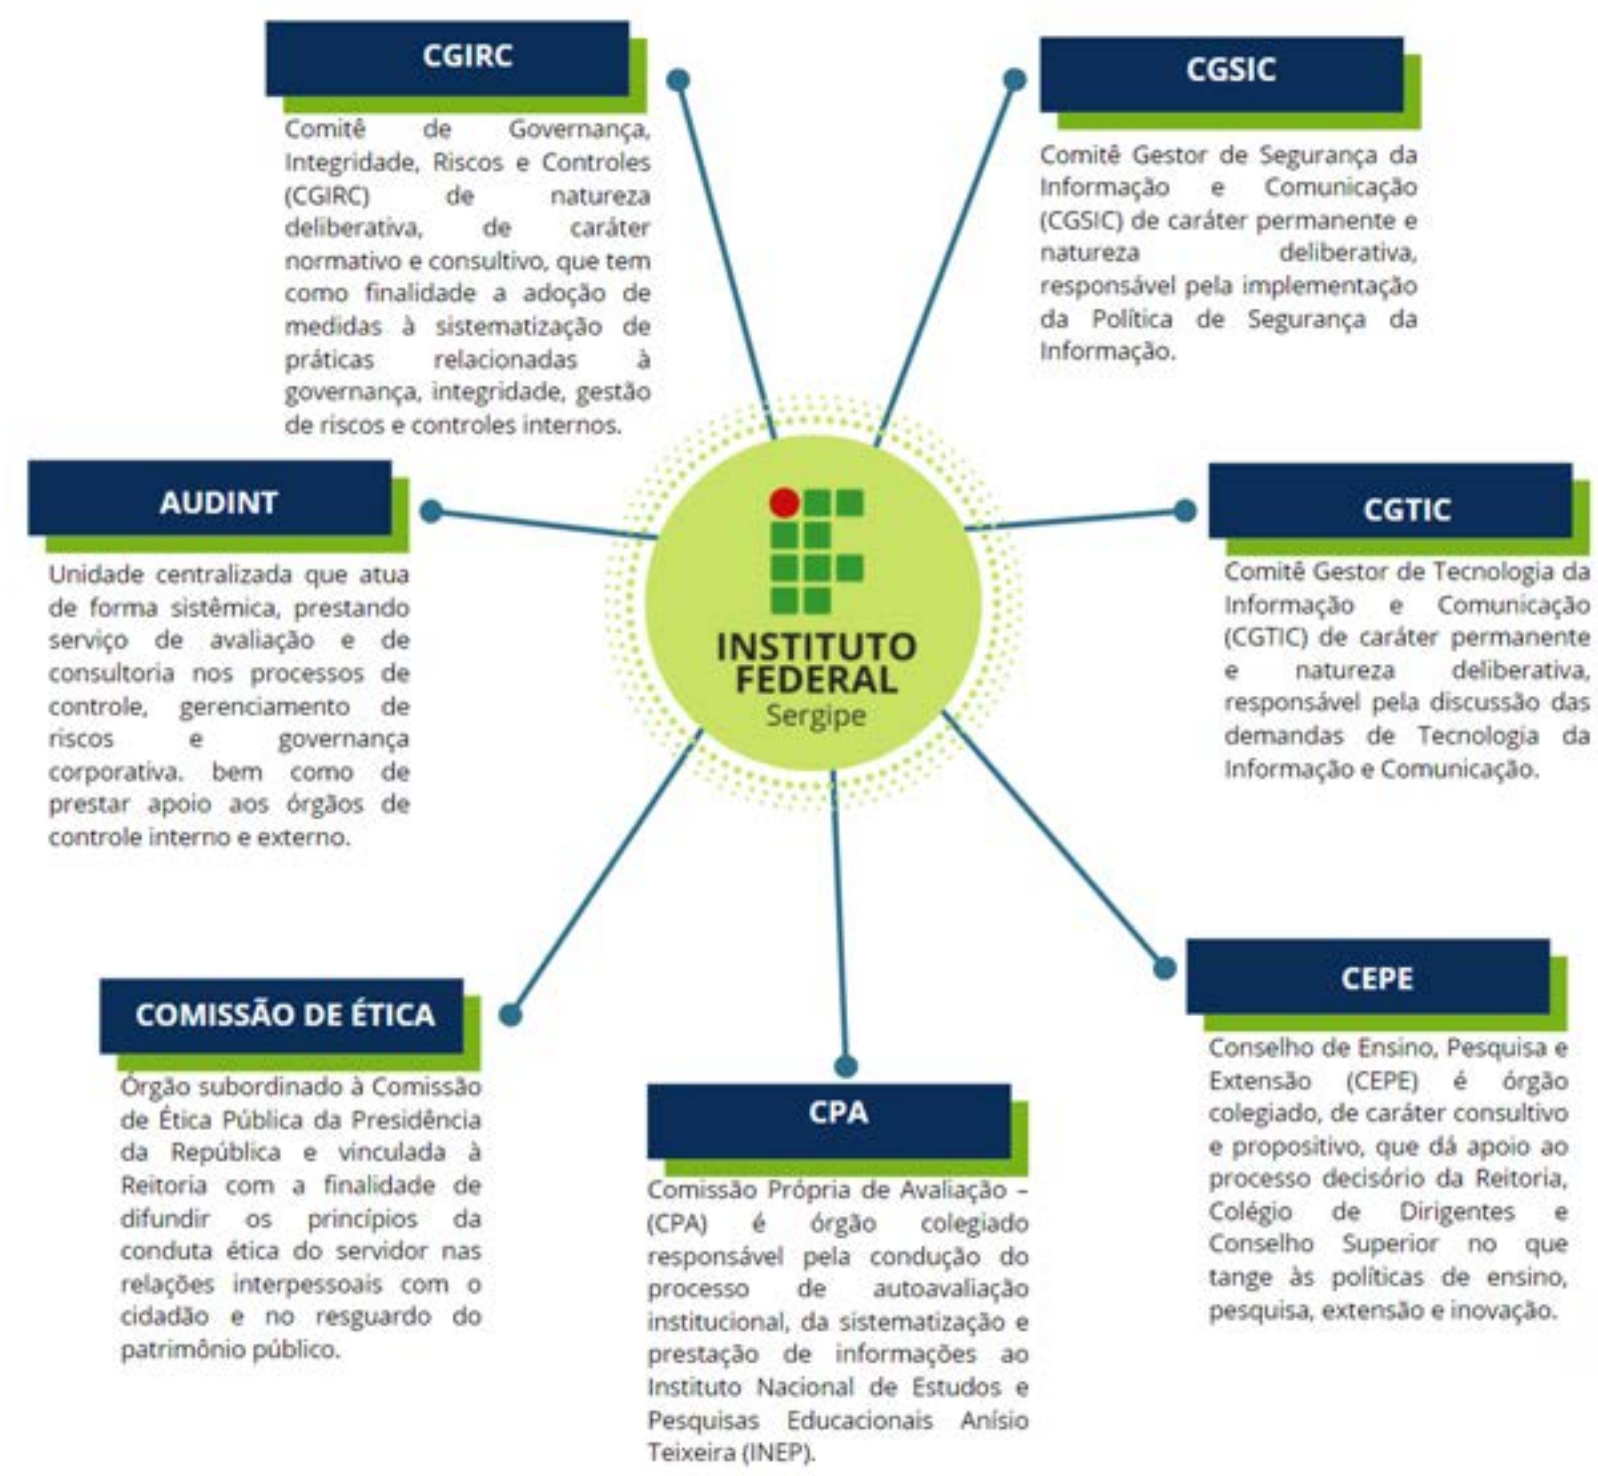 CGIRC
Comitê de Governança,
Integridade, Riscos e Controles
(CGIRC) de natureza
deliberativa, de caráter
normativo e consultivo, que tem
como finalidade a adoção de
medidas à sistematização de
práticas relacionadas à
governança, integridade, gestão
de riscos e controles internos.
CGSIC
Comitê Gestor de Segurança da
Informação e Comunicação
(CGSIC) de caráter permanente e
natureza deliberativa,
responsável pela implementação
da Política de Segurança da
Informação.
AUDINT
Unidade centralizada que atua
de forma sistêmica, prestando
serviço de avaliação e de
consultoria nos processos de
controle, gerenciamento de
riscos e governança
corporativa. bem como de
prestar apoio aos órgãos de
controle interno e externo.
INSTITUTO
FEDERAL
Sergipe
CGTIC
Comitê Gestor de Tecnologia da
Informação e Comunicação
(CGTIC) de caráter permanente
e natureza deliberativa,
responsável pela discussão das
demandas de Tecnologia da
Informação e Comunicação.
COMISSÃO DE ÉTICA
Órgão subordinado à Comissão
de Ética Pública da Presidência
da República e vinculada à
Reitoria com a finalidade de
difundir os princípios da
conduta ética do servidor nas
relações interpessoais com o
cidadão e no resguardo do
patrimônio público.
CPA
Comissão Própria de Avaliação –
(CPA) é órgão colegiado
responsável pela condução do
processo de autoavaliação
institucional, da sistematização e
prestação de informações ao
Instituto Nacional de Estudos e
Pesquisas Educacionais Anísio
Teixeira (INEP).
CEPE
Conselho de Ensino, Pesquisa e
Extensão (CEPE) é órgão
colegiado, de caráter consultivo
e propositivo, que dá apoio ao
processo decisório da Reitoria,
Colégio de Dirigentes e
Conselho Superior no que
tange às políticas de ensino,
pesquisa, extensão e inovação.